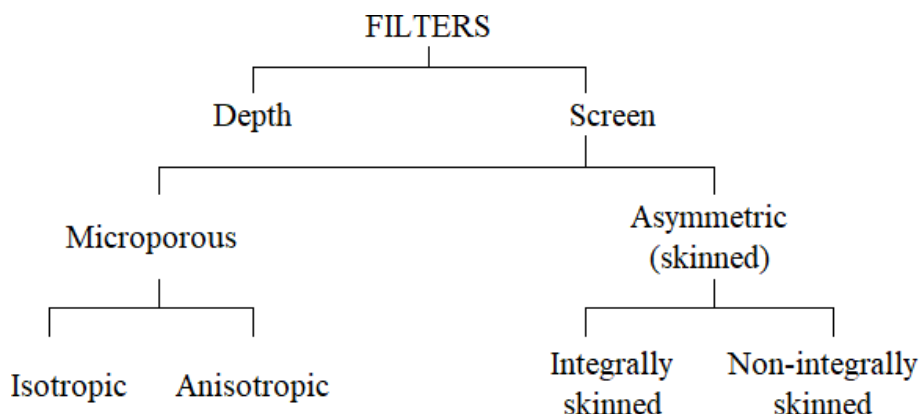 FILTERS
Depth
Screen
Microporous
Asymmetric
(skinned)
Isotropic
Anisotropic
Integrally
skinned
Non-integrally
skinned